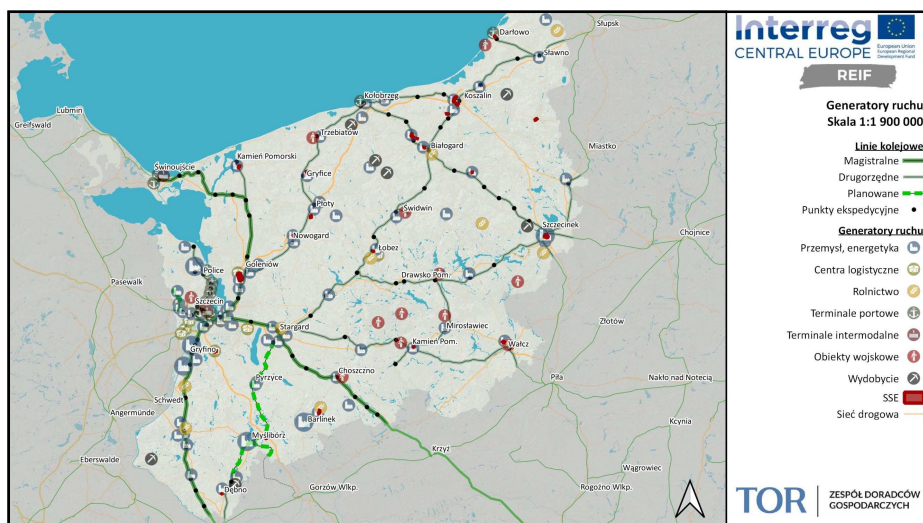 Słupsk
Darłowo
Sławno
Kołobrzeg
Koszalin
Lubmin
Greifswald
Trzebiatów
Białogard
Miastko
Kamień Pomorski
Świnoujście
Gryfice
Płoty
Świdwin
Szczecinek
Chojnice
Nowogard
Łobez
Goleniów
Police
Drawsko Pom.
Pasewalk
Szczecin
Stargard
Mirosławiec
Złotów
Kamień Pom.
Wałcz
Gryfino
Choszczno
Piła
Nakło nad Notecią
Pyrzyce
Schwedt
Angermünde
Barlinek
Kcynia
Myślibórz
Krzyż
Eberswalde
Wągrowiec
Dębno
Gorzów Wlkp.
Rogoźno Wlkp.
Interreg
CENTRAL EUROPE
European Union
European Regional
Development Fund
REIF
Generatory ruchu
Skala 1:1 900 000
Linie kolejowe
Magistralne
Drugorzędne
Planowane
Punkty ekspedycyjne
Generatory ruchu
Przemysł, energetyka
Centra logistyczne
Rolnictwo
Terminale portowe
Terminale intermodalne
Obiekty wojskowe
Wydobycie
SSE
Sieć drogowa
TOR
ZESPÓŁ DORADCÓW
GOSPODARCZYCH